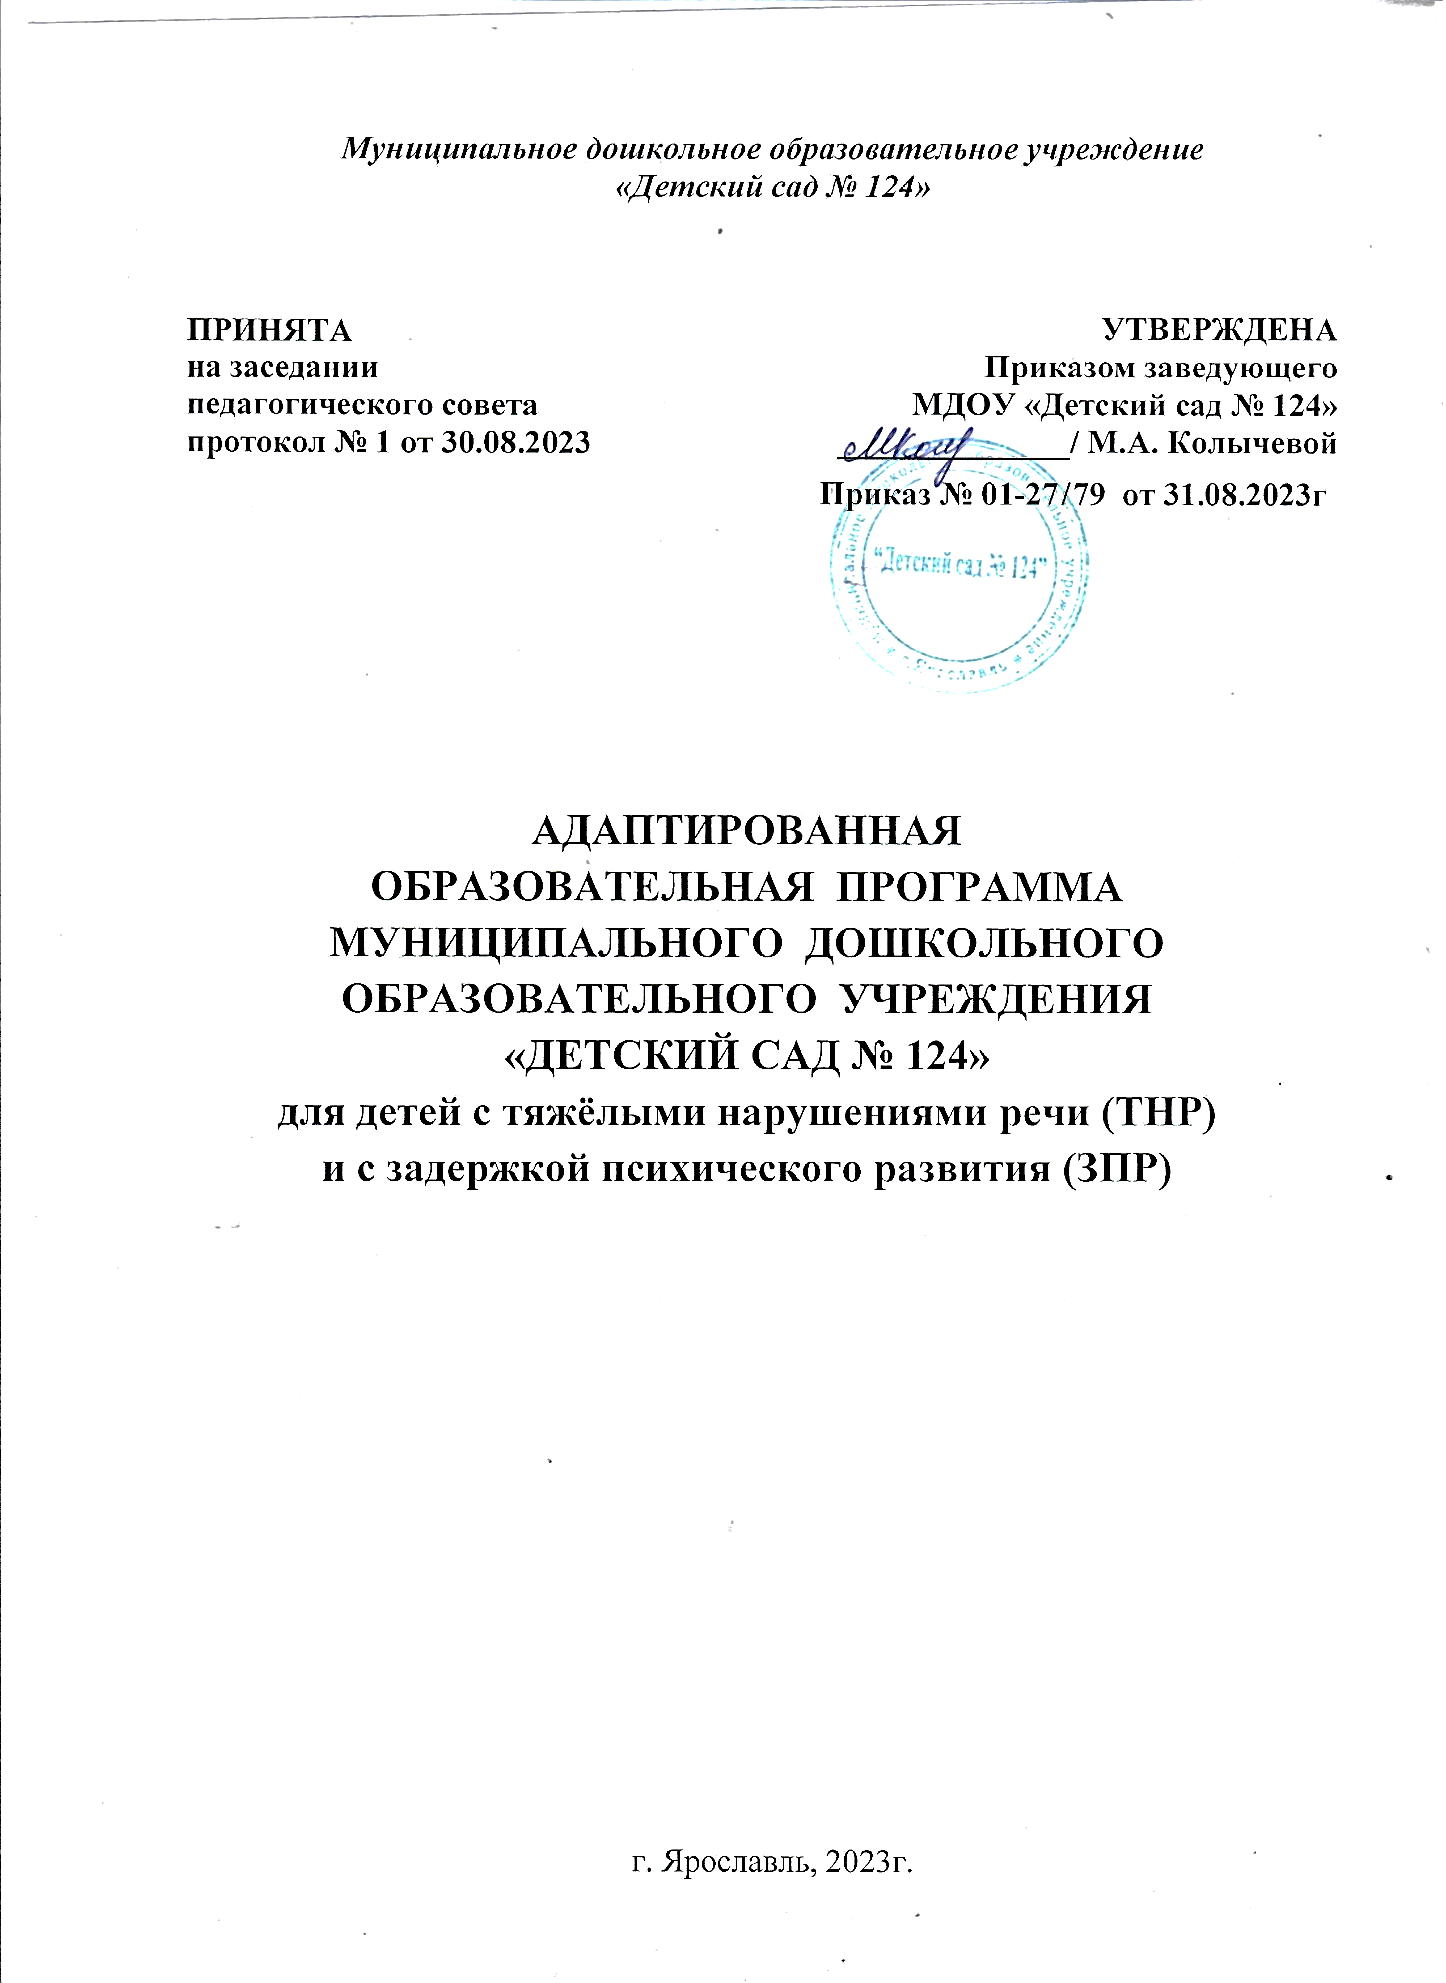 Муниципальное дошкольное образовательное учреждение
«Детский сад № 124»
ПРИНЯТА
на заседании
педагогического совета
протокол № 1 от 30.08.2023
УТВЕРЖДЕНА
Приказом заведующего
МДОУ «Детский сад № 124»
/ М.А. Колычевой
Приказ № 01-27/79 от 31.08.2023г
"Детский сад № 124"
АДАПТИРОВАННАЯ
ОБРАЗОВАТЕЛЬНАЯ ПРОГРАММА
МУНИЦИПАЛЬНОГО ДОШКОЛЬНОГО
ОБРАЗОВАТЕЛЬНОГО УЧРЕЖДЕНИЯ
«ДЕТСКИЙ САД № 124»
для детей с тяжёлыми нарушениями речи (ТНР)
и с задержкой психического развития (ЗПР)
г. Ярославль, 2023г.